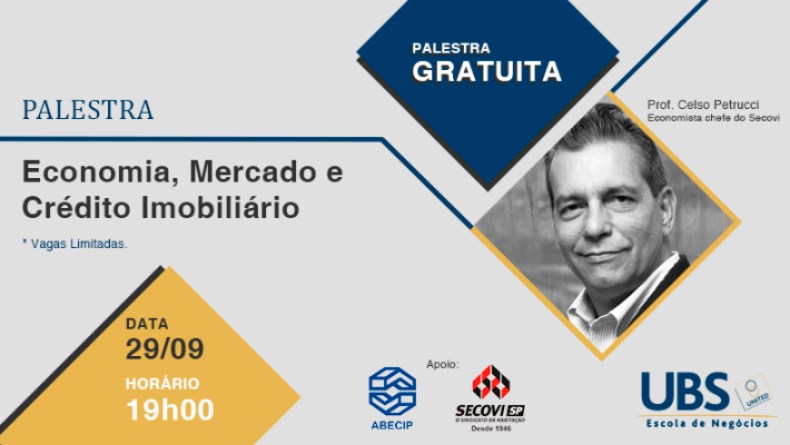 PALESTRA
GRATUITA
Prof. Celso Petrucci
Economista chefe do Secovi
PALESTRA
Economia, Mercado e
Crédito Imobiliário
* Vagas Limitadas.
DATA
29/09
HORÁRIO
19h00
Apoio:
ABECIP
SECOVI SP
O SINDICATO DA HABITAÇÃO
Desde 1946
UBS
UNITED
Escola de Negócios